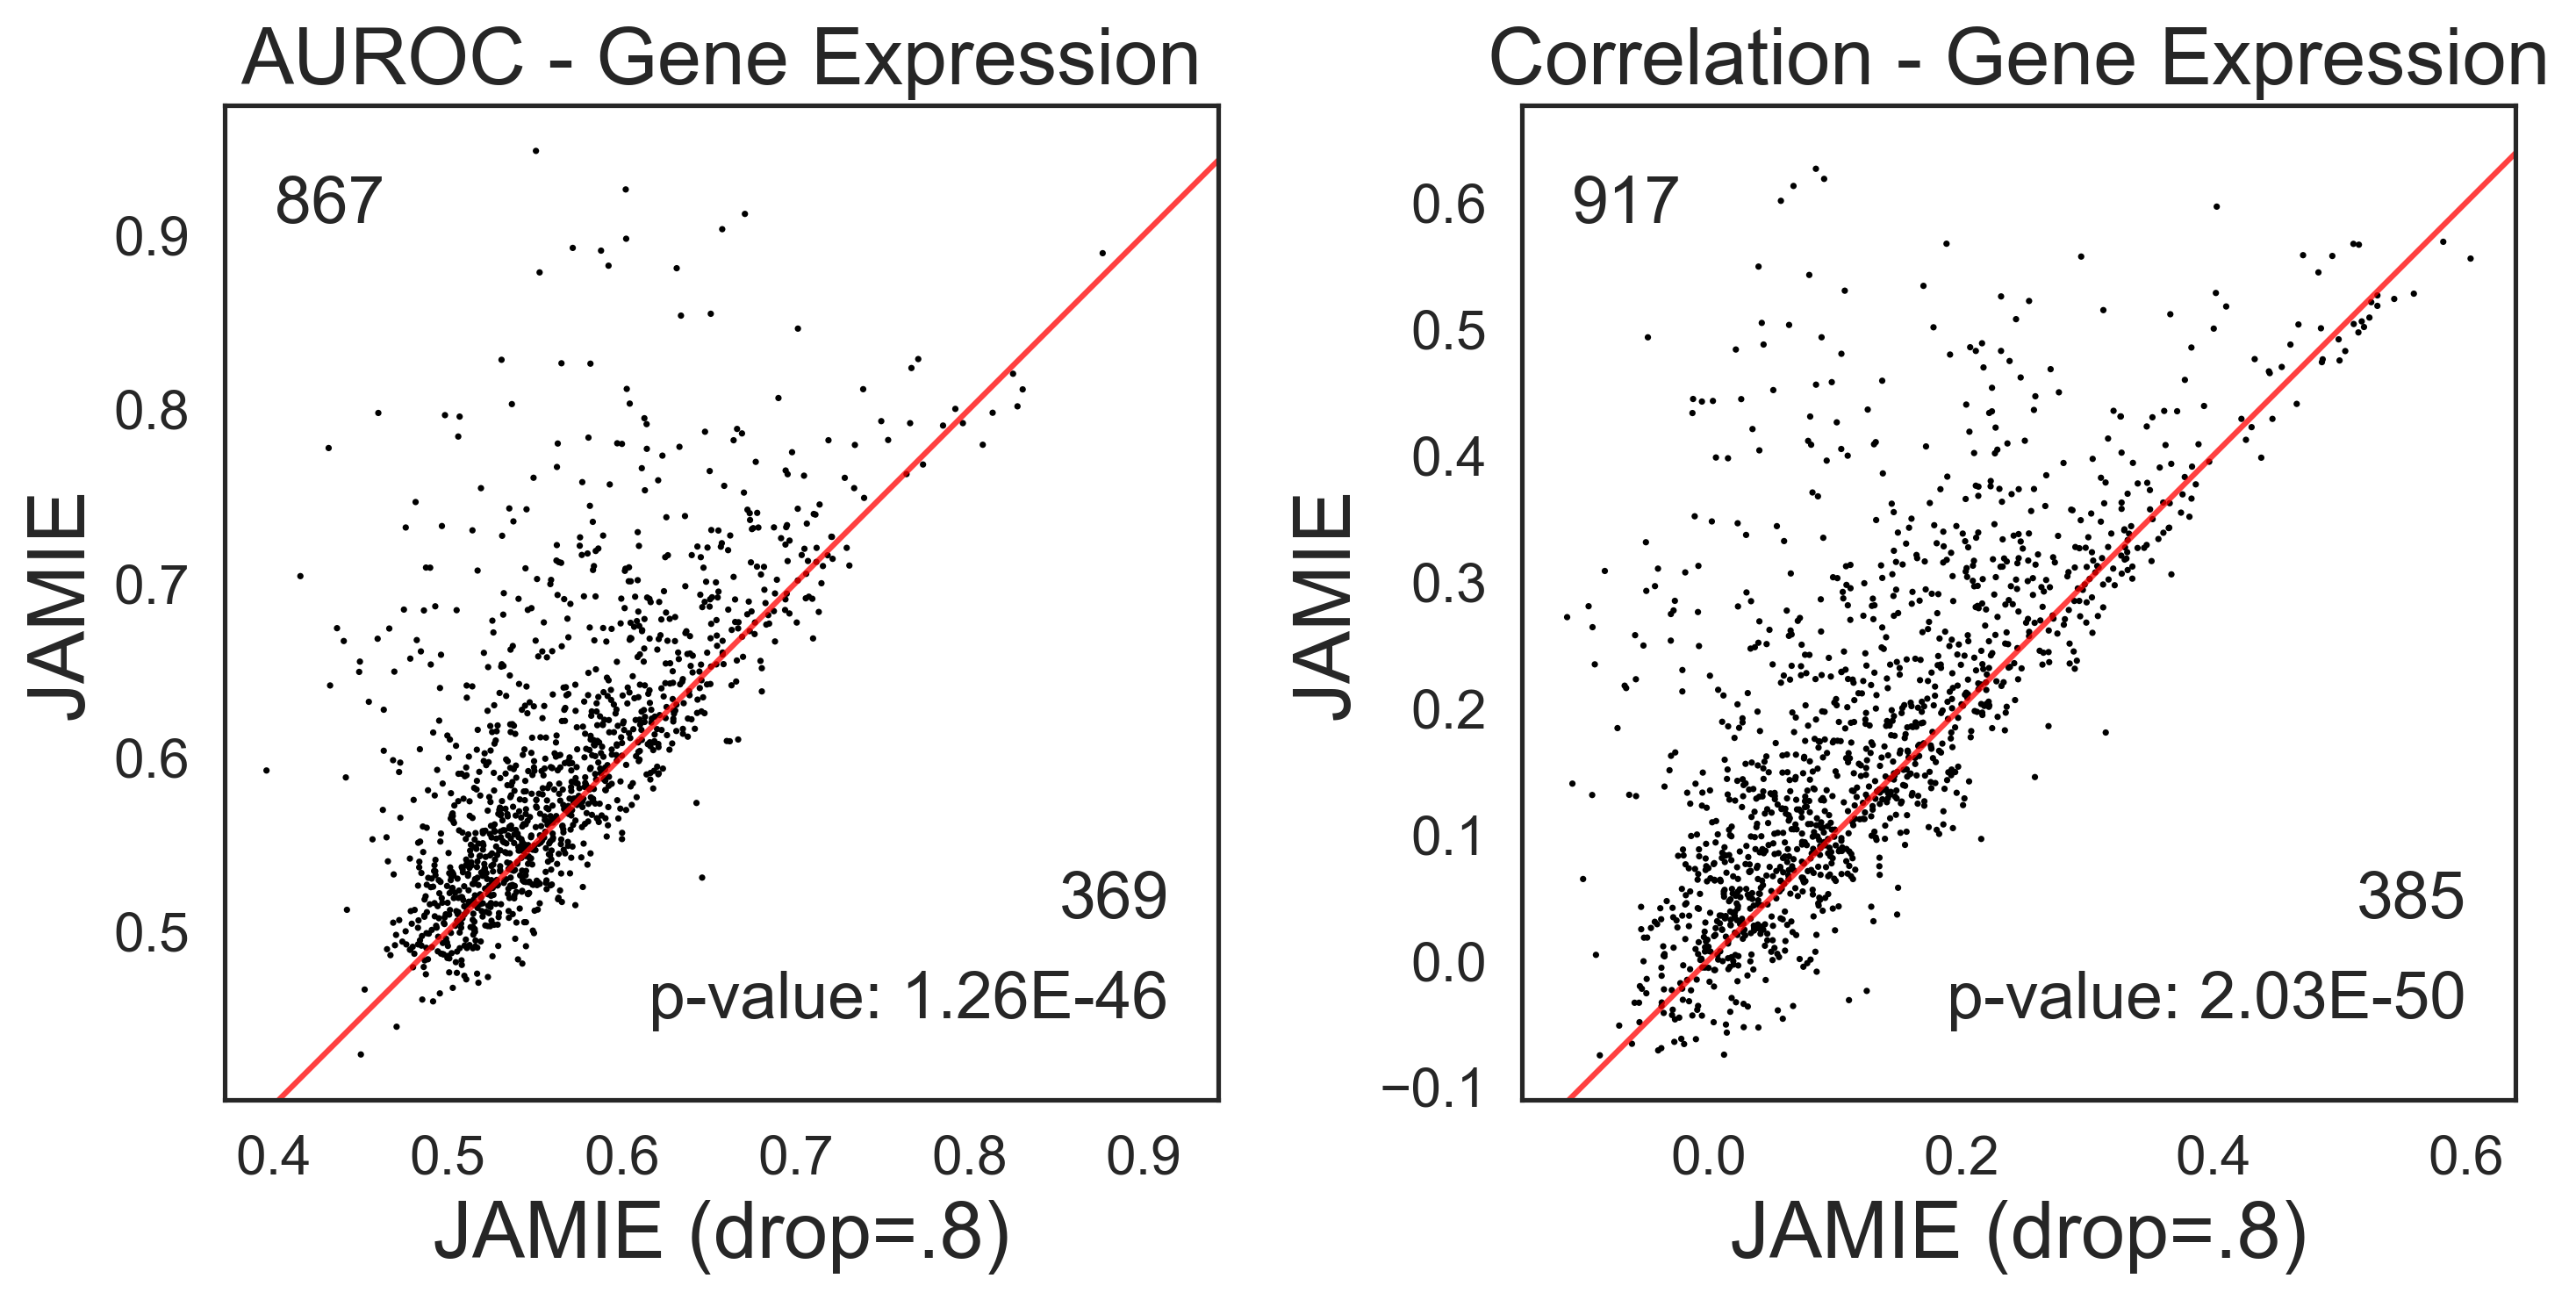 AUROC - Gene Expression
867
369
p-value: 1.26E-46
0.9
0.8
0.7
0.6
0.5
JAMIE
0.4 0.5 0.6 0.7 0.8 0.9
JAMIE (drop=.8)
Correlation - Gene Expression
917
385
p-value: 2.03E-50
0.6
0.5
0.4
0.3
0.2
0.1
0.0
−0.1
JAMIE
0.0 0.2 0.4 0.6
JAMIE (drop=.8)